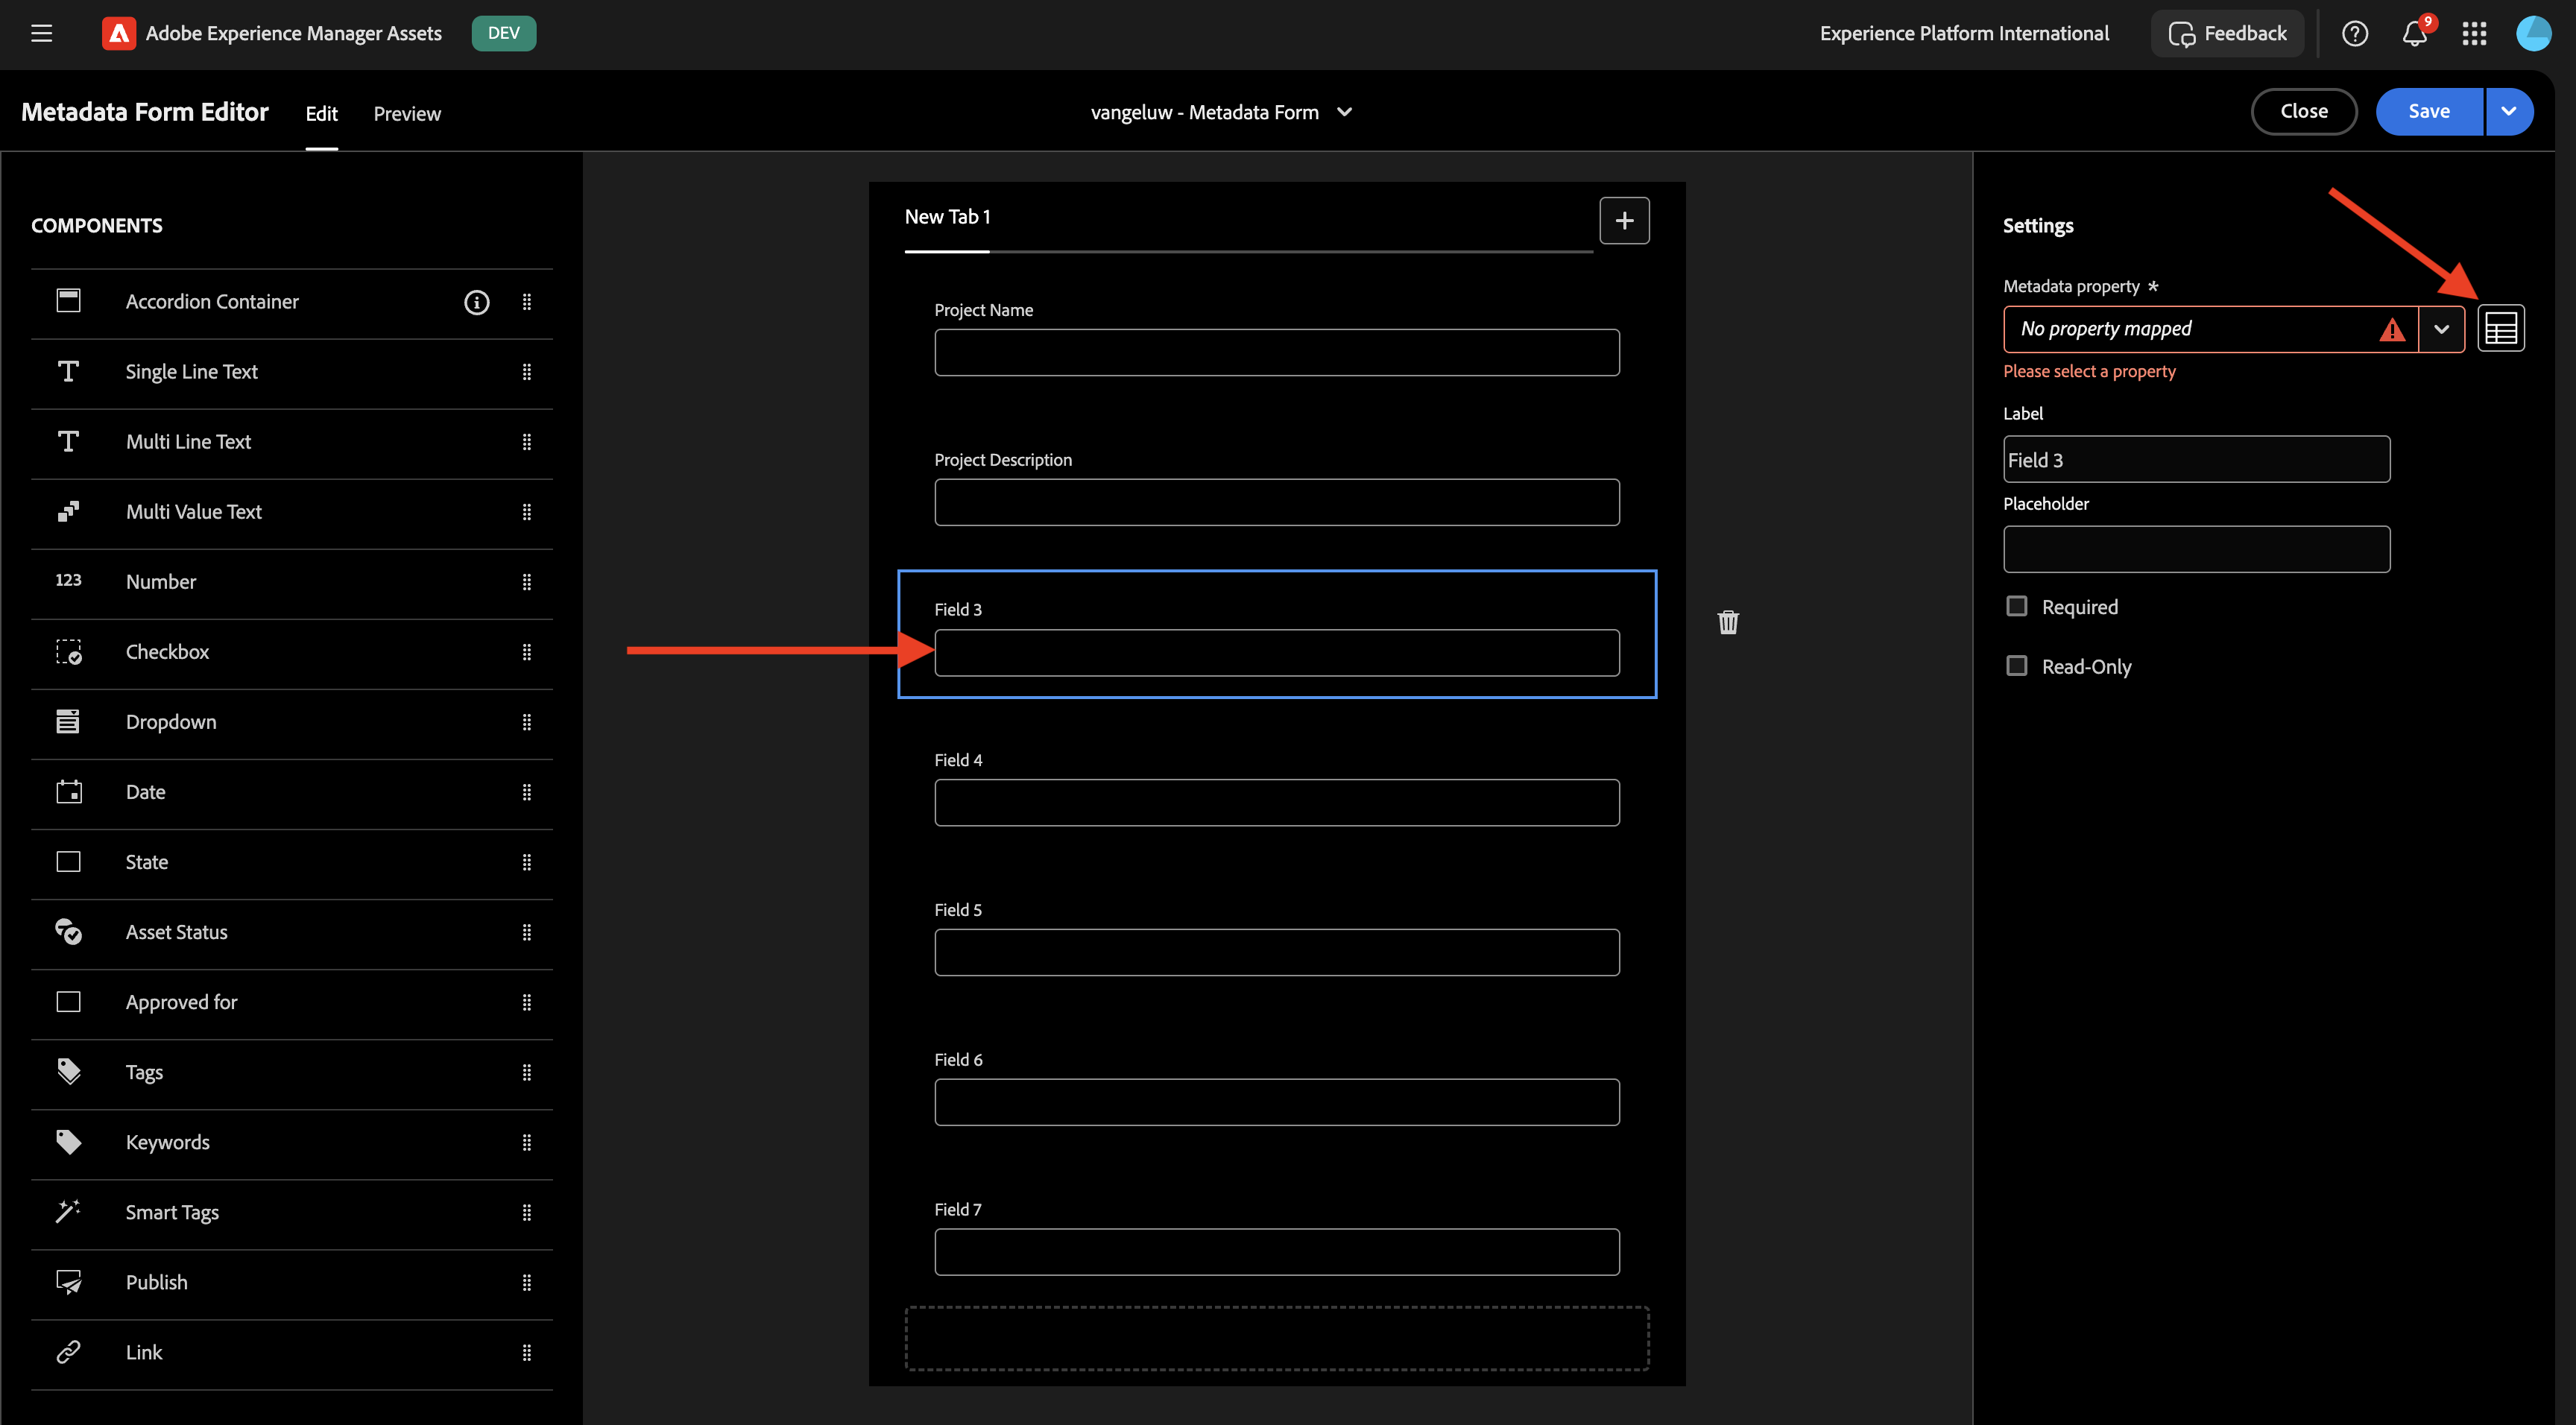 Adobe Experience Manager Assets
DEV
Experience Platform International
Feedback
9
Metadata Form Editor
Edit
Preview
vangeluw - Metadata Form
Close
Save
COMPONENTS
Accordion Container
Single Line Text
Multi Line Text
Multi Value Text
123
Number
Checkbox
Dropdown
Date
State
Asset Status
Approved for
Tags
Keywords
Smart Tags
Publish
Link
New Tab 1
Project Name
Project Description
Field 3
Field 4
Field 5
Field 6
Field 7
Settings
Metadata property *
No property mapped
Please select a property
Label
Field 3
Placeholder
Required
Read-Only